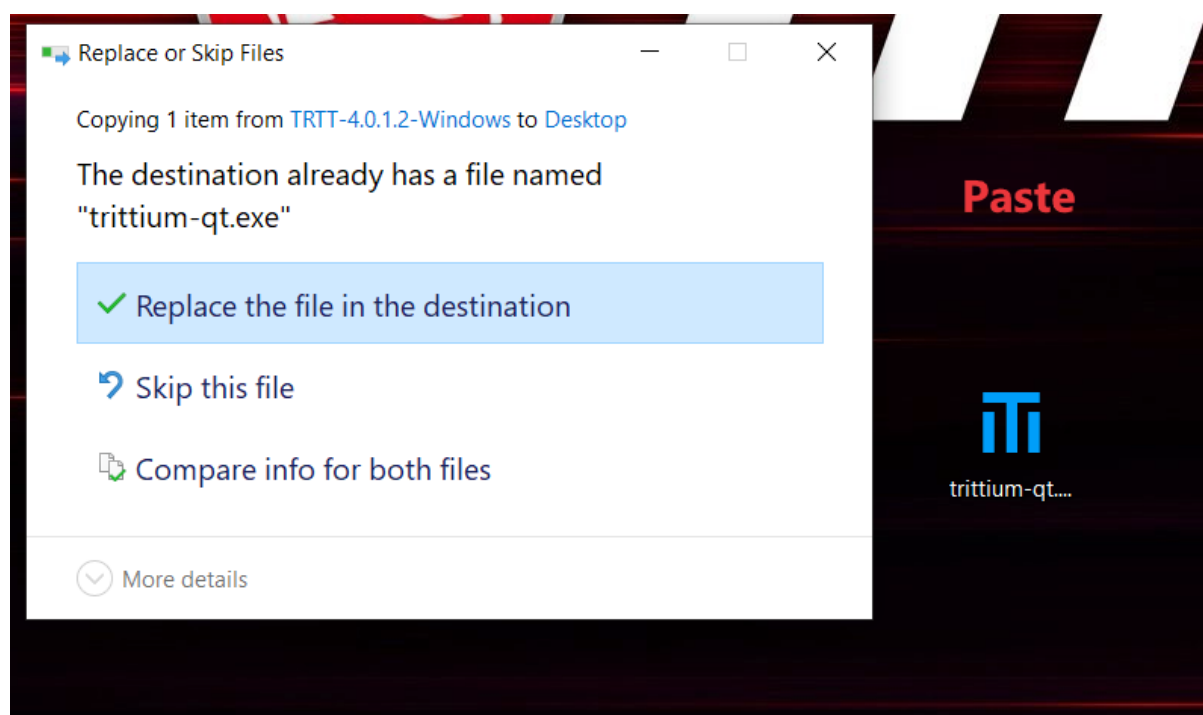 Replace or Skip Files
Copying 1 item from TRTT-4.0.1.2-Windows to Desktop
The destination already has a file named
"trittium-qt.exe"
Replace the file in the destination
Skip this file
Compare info for both files
More details
Paste
trittium-qt....